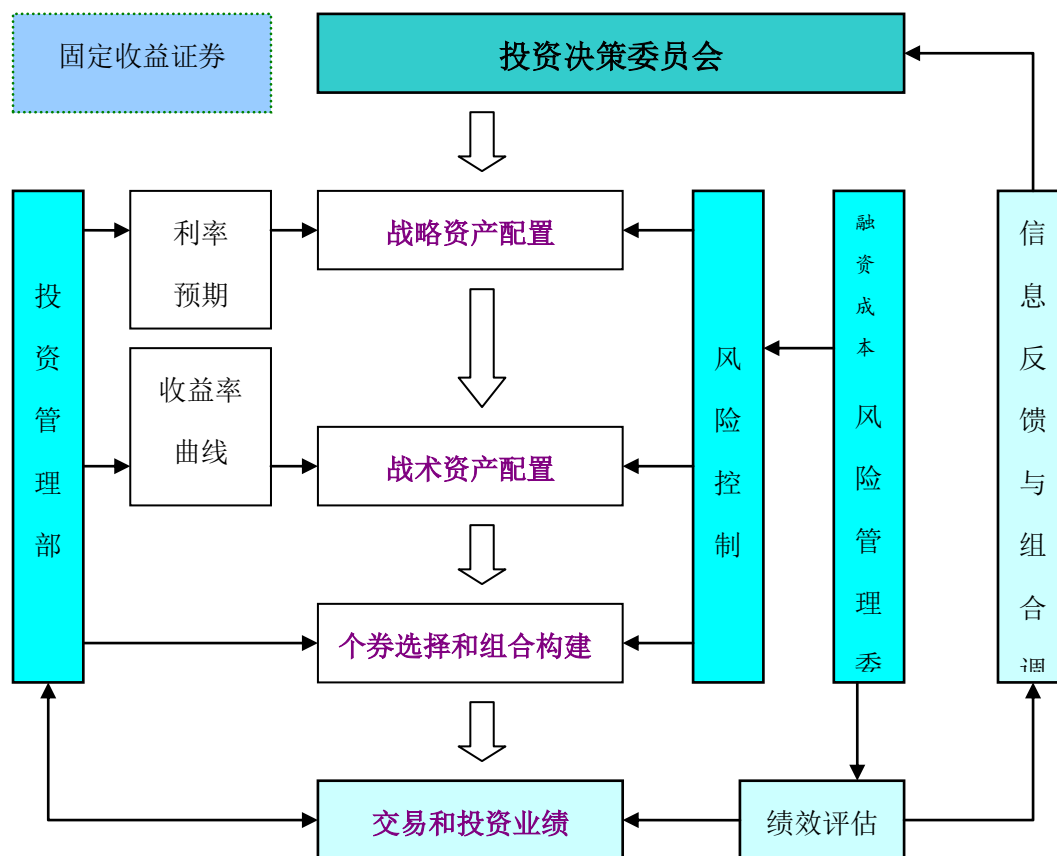 固定收益证券
投资决策委员会
投资管理部
利率
预期
战略资产配置
收益率
曲线
战术资产配置
个券选择和组合构建
风险控制
融资成本
风险管理委
信息反馈与组合调
交易和投资业绩
绩效评估